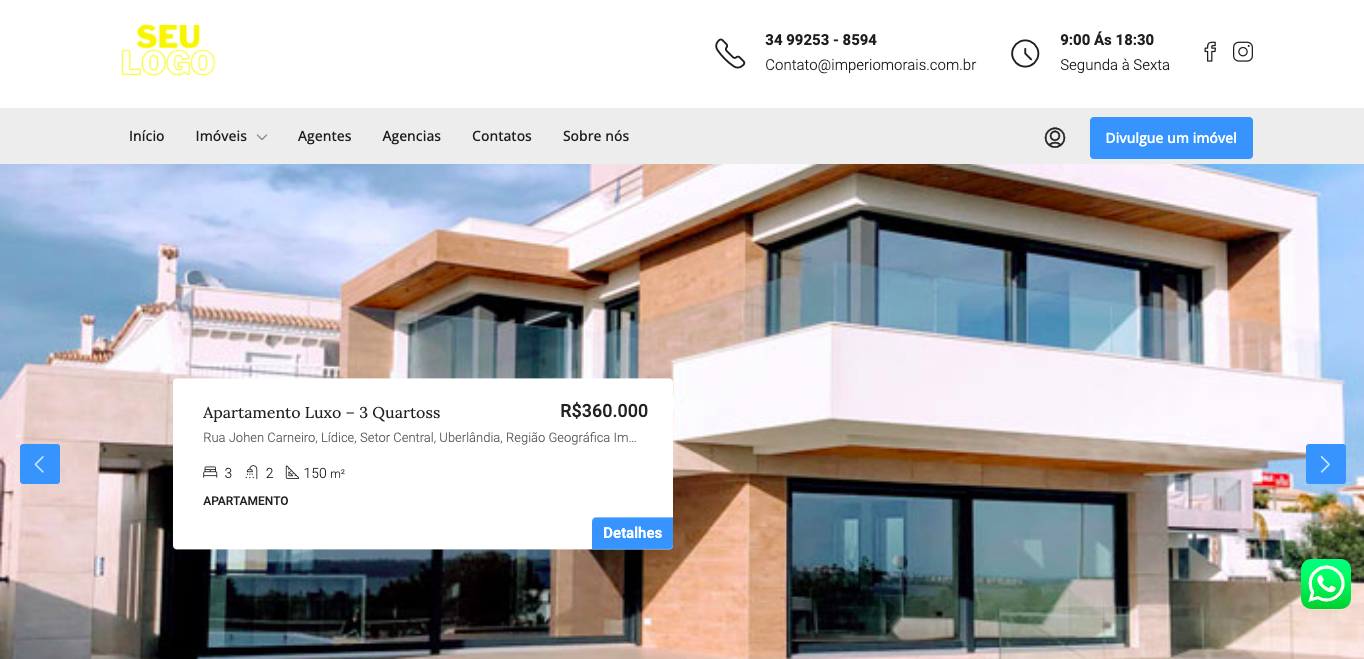 SEU
LOGO
34 99253 - 8594
Contato@imperiomorais.com.br
9:00 Ás 18:30
Segunda à Sexta
Início
Imóveis
Agentes
Agencias
Contatos
Sobre nós
Divulgue um imóvel
Apartamento Luxo – 3 Quartoss
R$360.000
Rua Johen Carneiro, Lídice, Setor Central, Uberlândia, Região Geográfica Im...
3 2 150 m²
APARTAMENTO
Detalhes